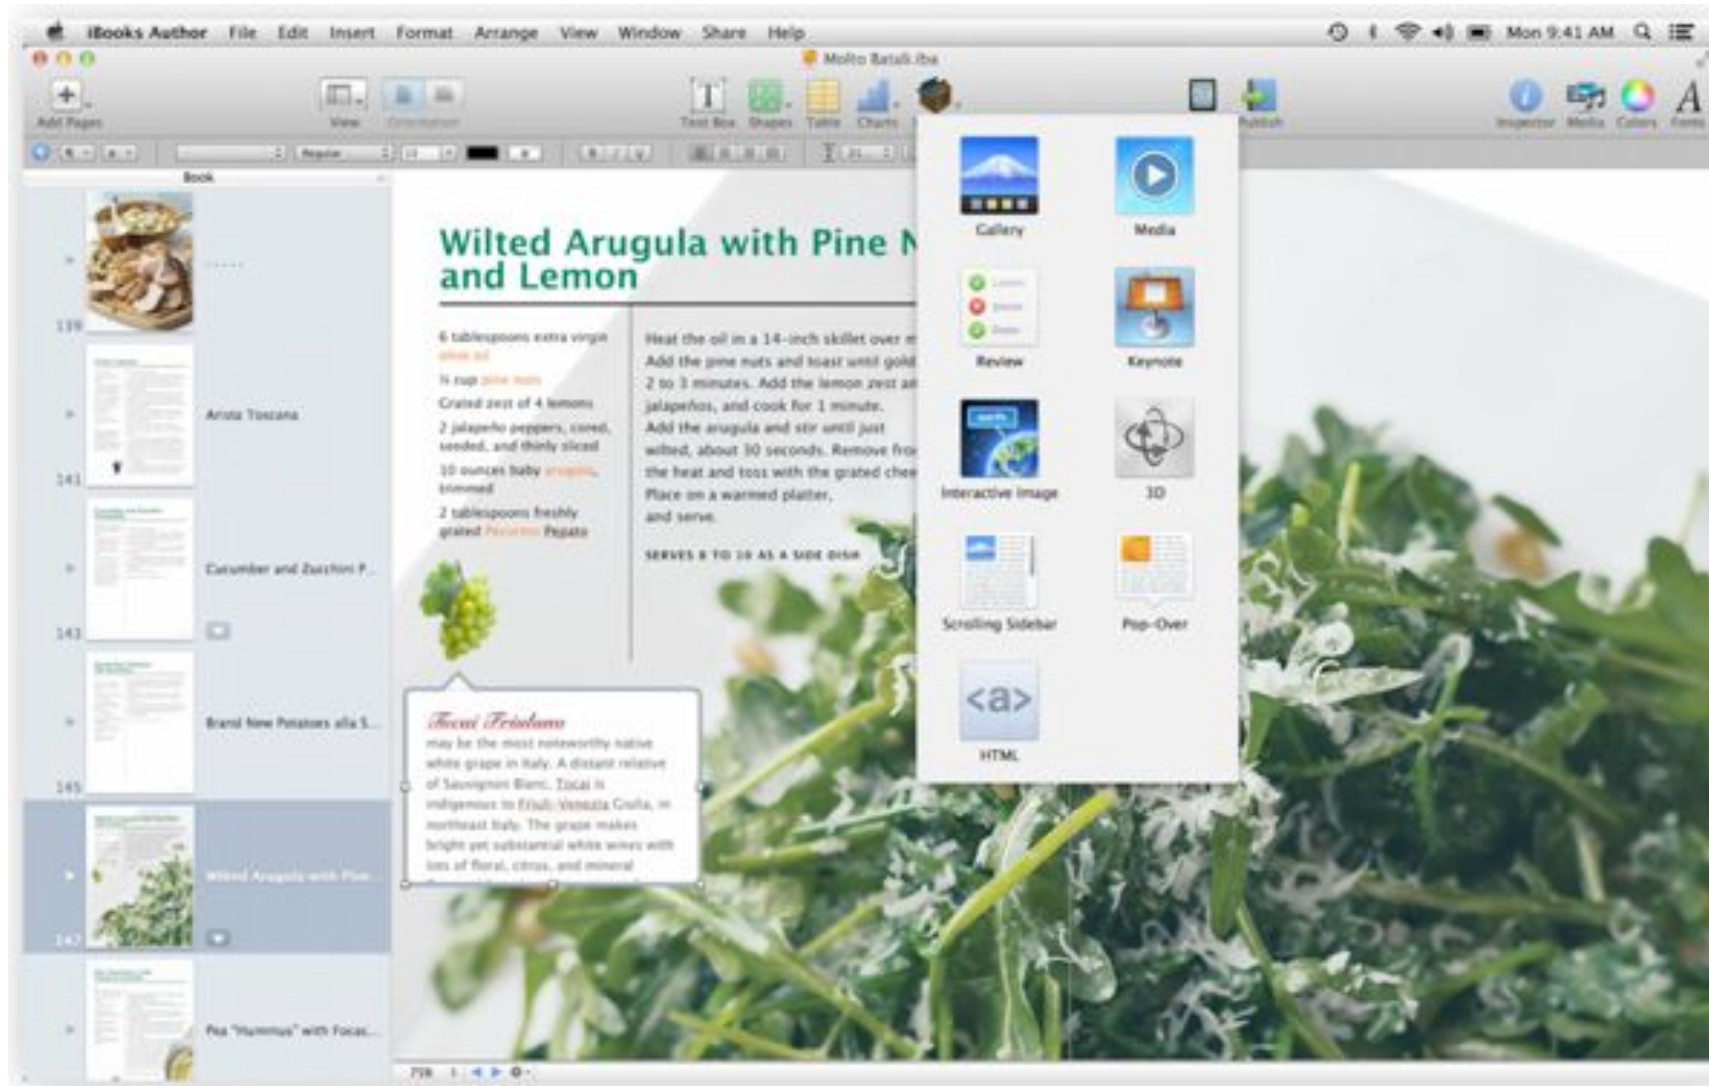 iBooks Author File Edit Insert Format Arrange View Window Share Help Mon 9:41 AM
Molto Batali.iba
Add Pages View Orientation Text Box Shapes Table Charts Publish Inspector Media Colors Fonts
Regular
Book
139
Arista Toscana
141
Cucumber and Zucchini P...
143
Brand New Potatoes alla S...
145
Wilted Arugula with Pine...
147
Pea "Hummus" with Focac...
Wilted Arugula with Pine N
and Lemon
6 tablespoons extra virgin
olive oil
cup pine nuts
Grated zest of 4 lemons
2 jalapeño peppers, cored,
seeded, and thinly sliced
10 ounces baby arugula,
trimmed
2 tablespoons freshly
grated Pecorino Pepato
Heat the oil in a 14-inch skillet over m
Add the pine nuts and toast until gold
2 to 3 minutes. Add the lemon zest an
jalapeños, and cook for 1 minute.
Add the arugula and stir until just
wilted, about 30 seconds. Remove fro
the heat and toss with the grated chee
Place on a warmed platter,
and serve.
SERVES 8 TO 10 AS A SIDE DISH
Tocai Friulano
may be the most noteworthy native
white grape in Italy. A distant relative
of Sauvignon Blanc, Tocai is
indigenous to Friuli-Venezia Giulia, in
northeast Italy. The grape makes
bright yet substantial white wines with
lots of floral, citrus, and mineral
Gallery Media
Review Keynote
Interactive Image 3D
Scrolling Sidebar Pop-Over
<a>
HTML